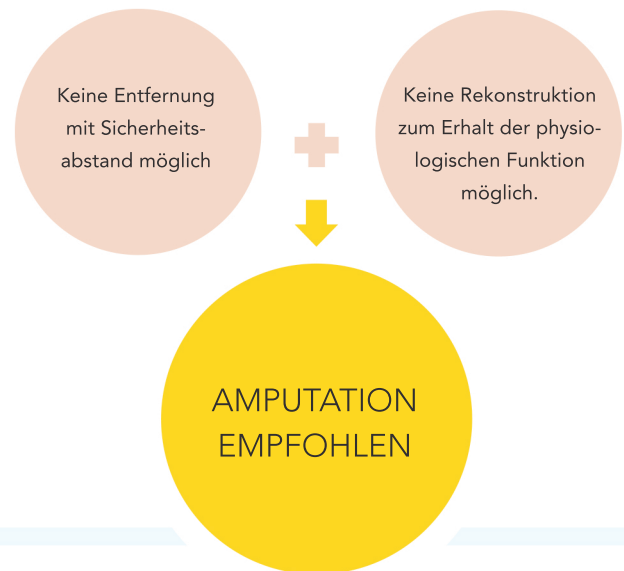 Keine Entfernung
mit Sicherheits-
abstand möglich
Keine Rekonstruktion
zum Erhalt der physio-
logischen Funktion
möglich.
AMPUTATION
EMPFOHLEN